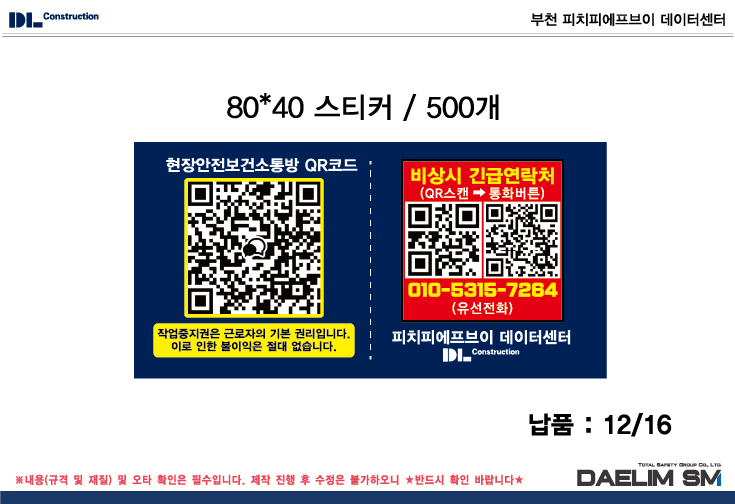 DL Construction
부천 피치피에프브이 데이터센터
80*40 스티커 / 500개
현장안전보건소통방 QR코드
작업중지권은 근로자의 기본 권리입니다.
이로 인한 불이익은 절대 없습니다.
비상시 긴급연락처
(QR스캔 ➡ 통화버튼)
010-5315-7264
(유선전화)
피치피에프브이 데이터센터
DL Construction
납품 : 12/16
※내용(규격 및 재질) 및 오타 확인은 필수입니다. 제작 진행 후 수정은 불가하오니 ★반드시 확인 바랍니다★
Total Safety Group Co., Ltd.
DAELIM SM